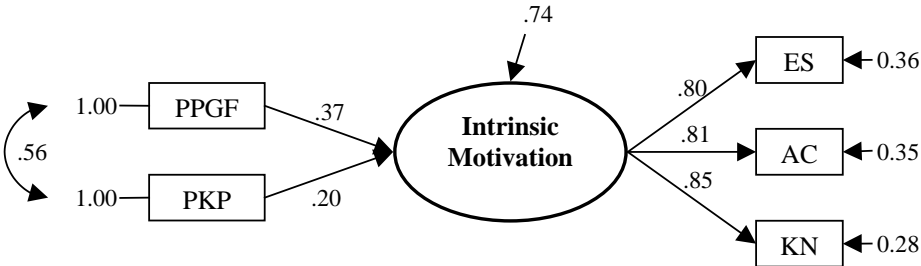 .74
ES
0.36
.80
1.00
PPGF
.37
Intrinsic
Motivation
.56
.81
AC
0.35
.85
1.00
PKP
.20
KN
0.28